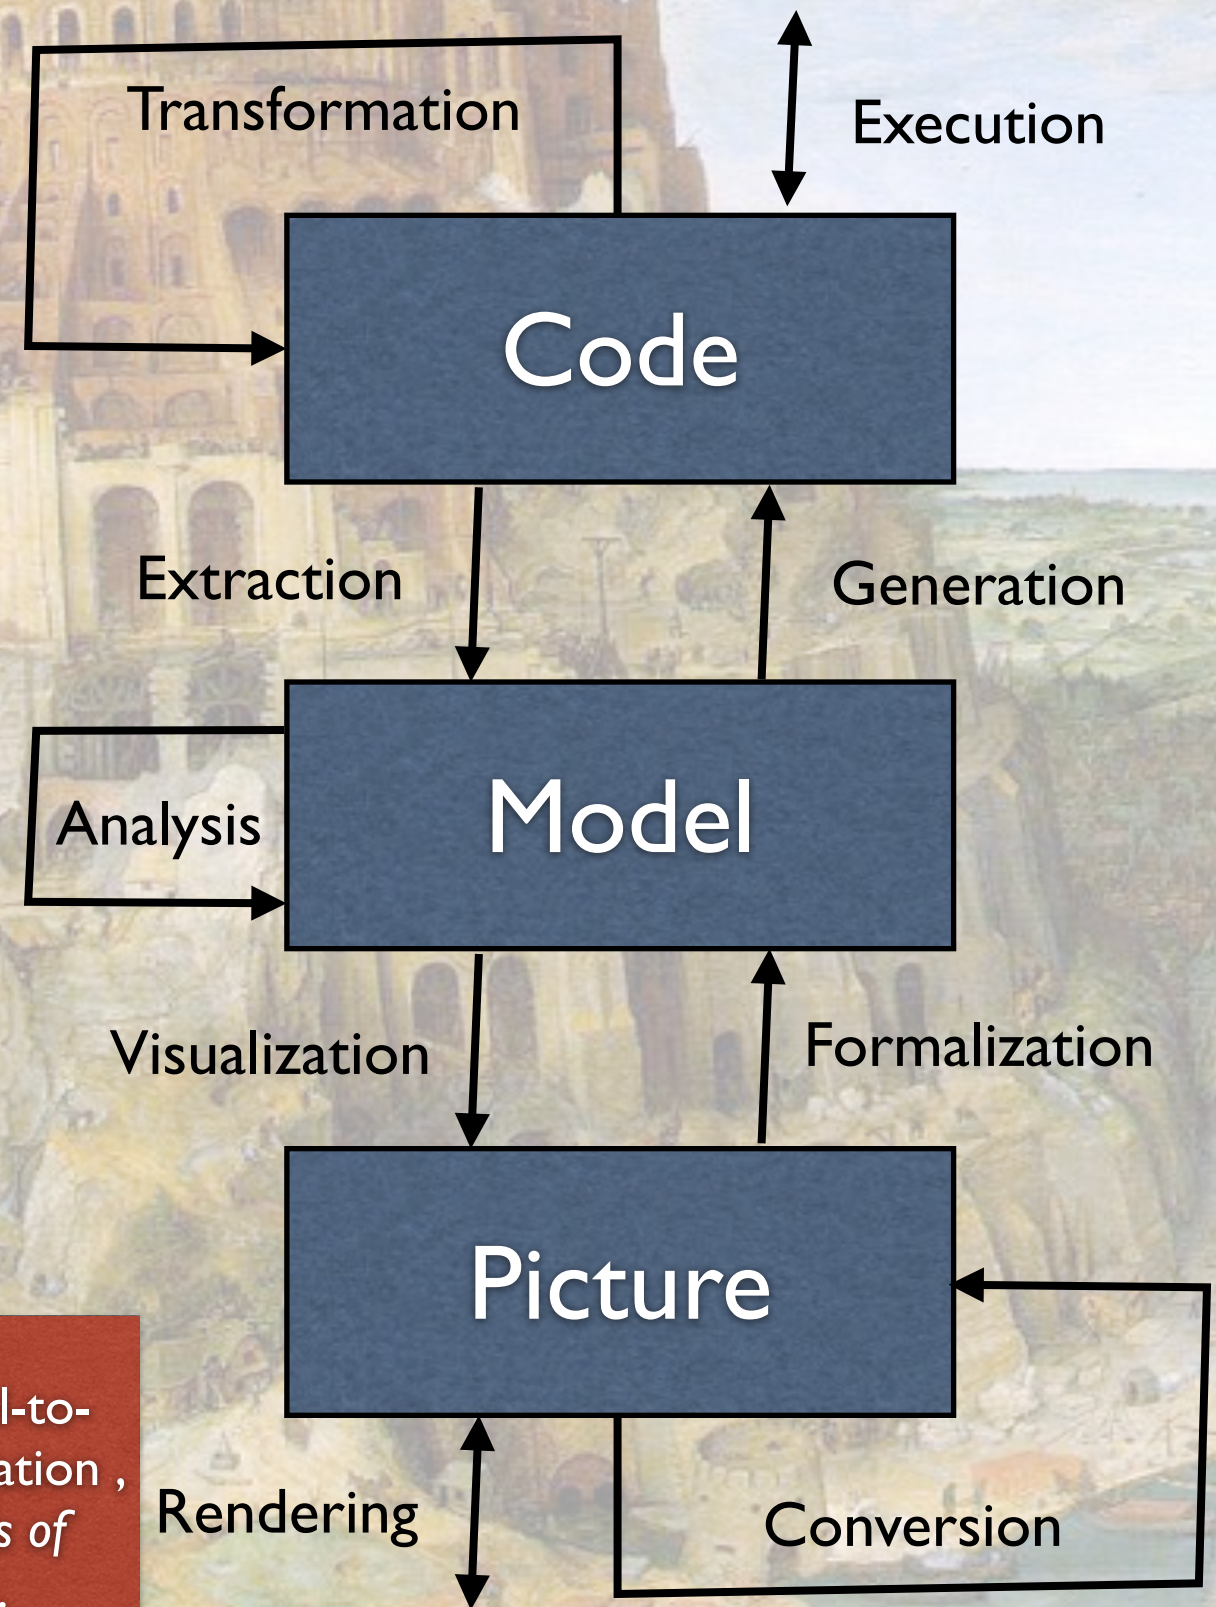 Transformation
Execution
Code
Extraction
Generation
Analysis
Model
Visualization
Formalization
Picture
l-to-
ation ,
s of
Rendering
Conversion